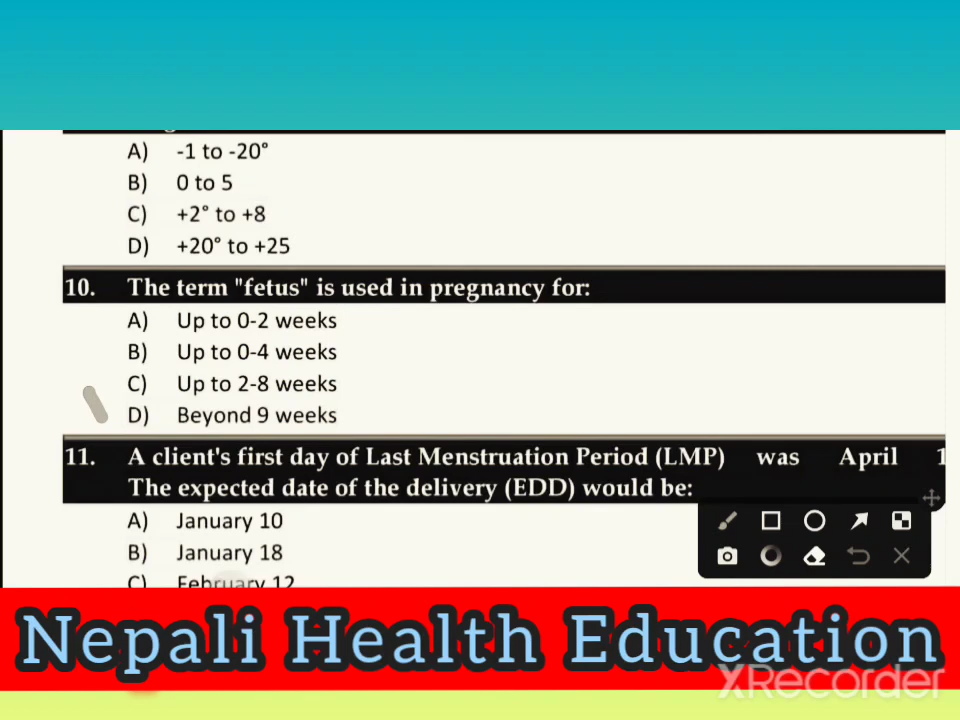 A) -1 to -20°
B) 0 to 5
C) +2° to +8
D) +20° to +25
10. The term "fetus" is used in pregnancy for:
A) Up to 0-2 weeks
B) Up to 0-4 weeks
C) Up to 2-8 weeks
D) Beyond 9 weeks
11. A client's first day of Last Menstruation Period (LMP) was April 1
The expected date of the delivery (EDD) would be:
A) January 10
B) January 18
C) February 12
Nepali Health Education
XRecorder